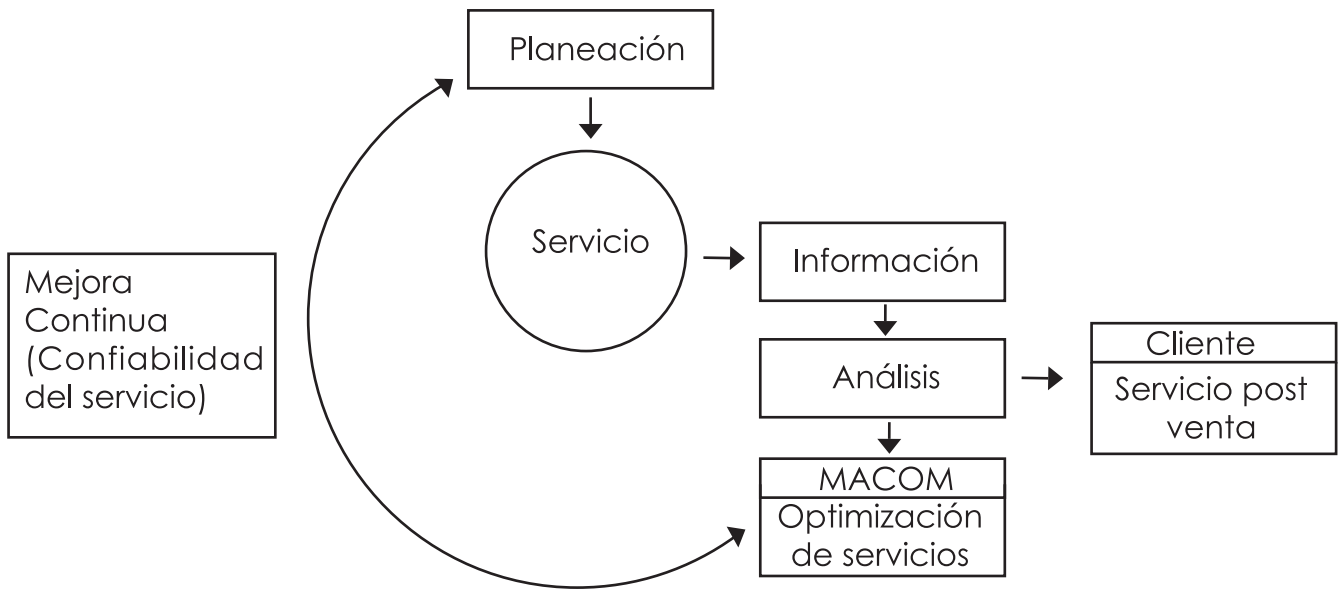 Planeación
Servicio
Información
Mejora
Continua
(Confiabilidad
del servicio)
Análisis
Cliente
Servicio post
venta
MACOM
Optimización
de servicios